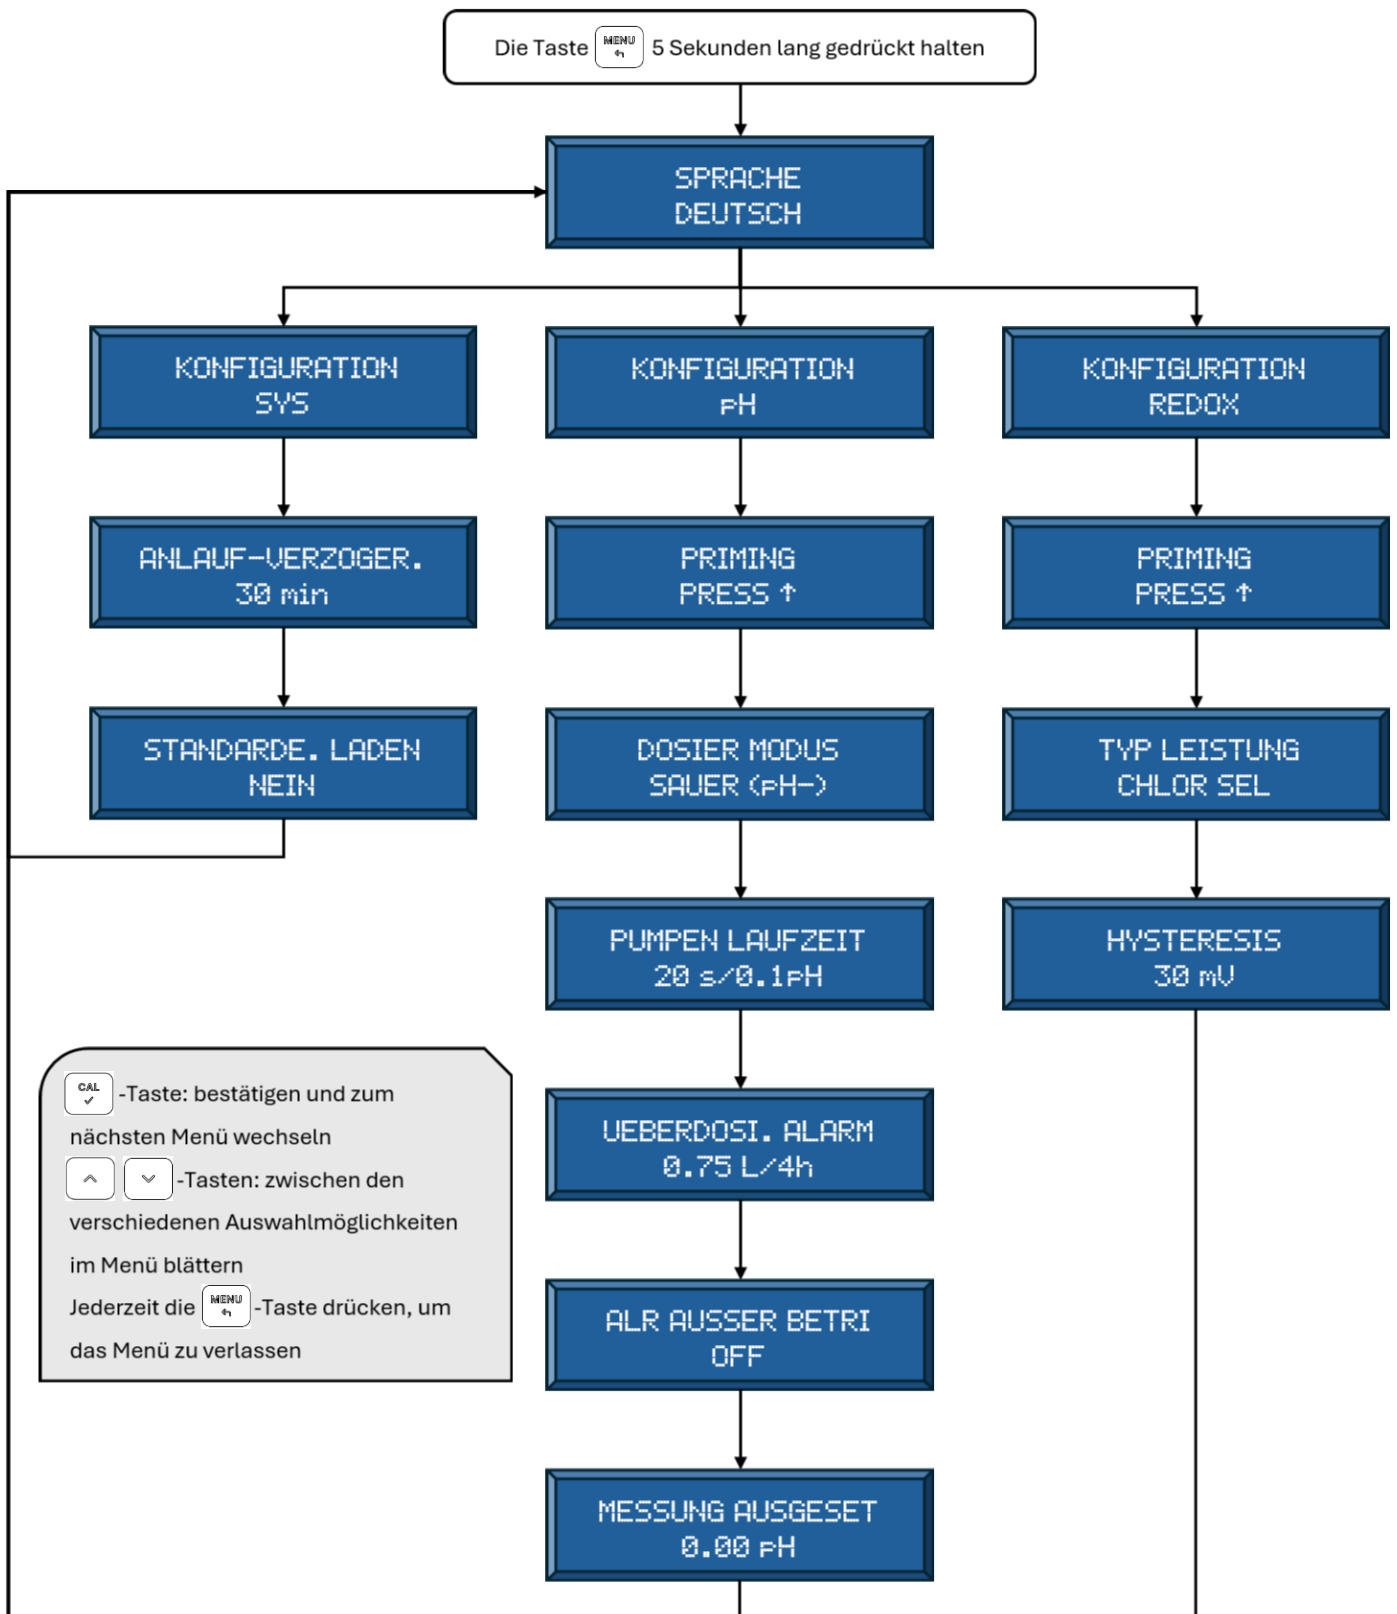 Die Taste MENU 5 Sekunden lang gedrückt halten
SPRACHE
DEUTSCH
KONFIGURATION
SYS
KONFIGURATION
pH
KONFIGURATION
REDOX
ANLAUF-VERZOGER.
30 min
PRIMING
PRESS ↑
PRIMING
PRESS ↑
STANDARDE. LADEN
NEIN
DOSIER MODUS
SAUER (pH-)
TYP LEISTUNG
CHLOR SEL
PUMPEN LAUFZEIT
20 s/0.1pH
HYSTERESIS
30 mV
CAL -Taste: bestätigen und zum
nächsten Menü wechseln
-Tasten: zwischen den
verschiedenen Auswahlmöglichkeiten
im Menü blättern
Jederzeit die MENU -Taste drücken, um
das Menü zu verlassen
UEBERDOSI. ALARM
0.75 L/4h
ALR AUSSER BETRI
OFF
MESSUNG AUSGESET
0.00 pH